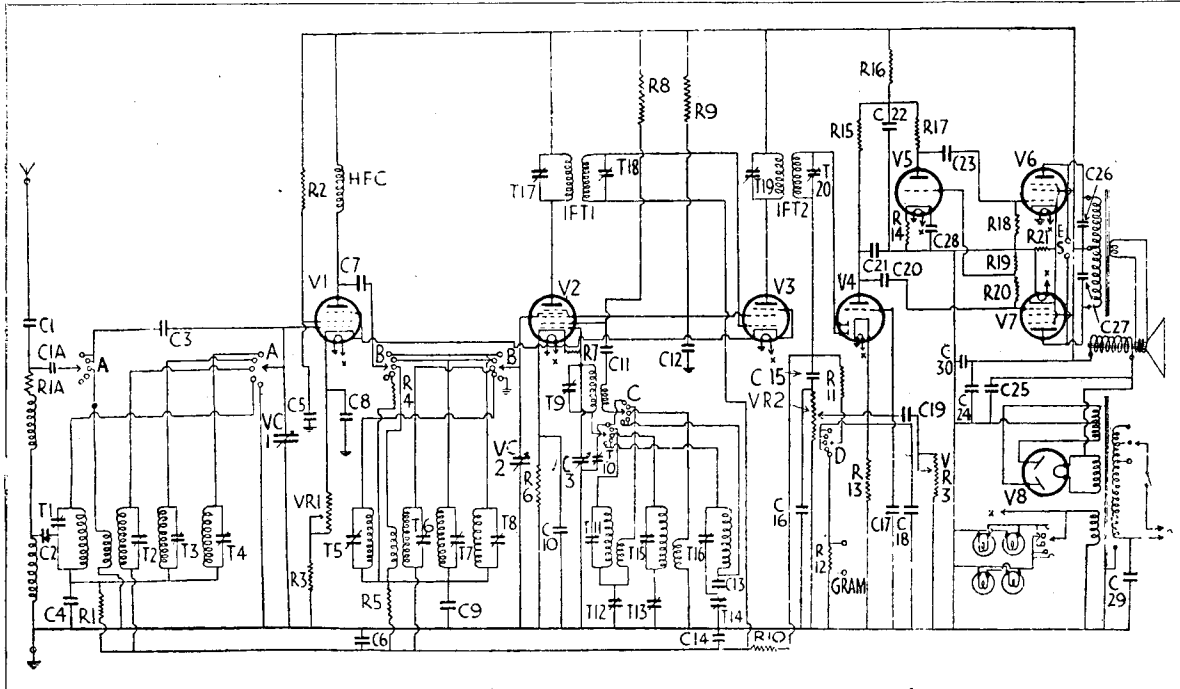 R8
R9
R16
R15
C 22
R17
V5
C23
V6
C26
R2
HFC
T17
T18
IFT1
T19
T 20
IFT2
R 14
C28
R18
R21
E S
C7
C21
C20
R19
R20
V1
V2
V3
V4
V7
C27
C1
C1A
A
R1A
C3
A
B
B
R 4
R7
C11
C12
C 30
C25
C 24
C5
C8
T9
C
C 15
VR2
R 11
C19
D
VC 1
VC 2
C 3
T 10
R 6
V R 3
V8
VR1
R 13
T1
C2
T2
T3
T4
T5
T6
T7
T8
C 10
T11
T15
T16
C 16
C17
C 18
R 12
R3
R5
C13
GRAM
C 29
C4
R1
C9
T12
T13
T14
C6
C14
R10